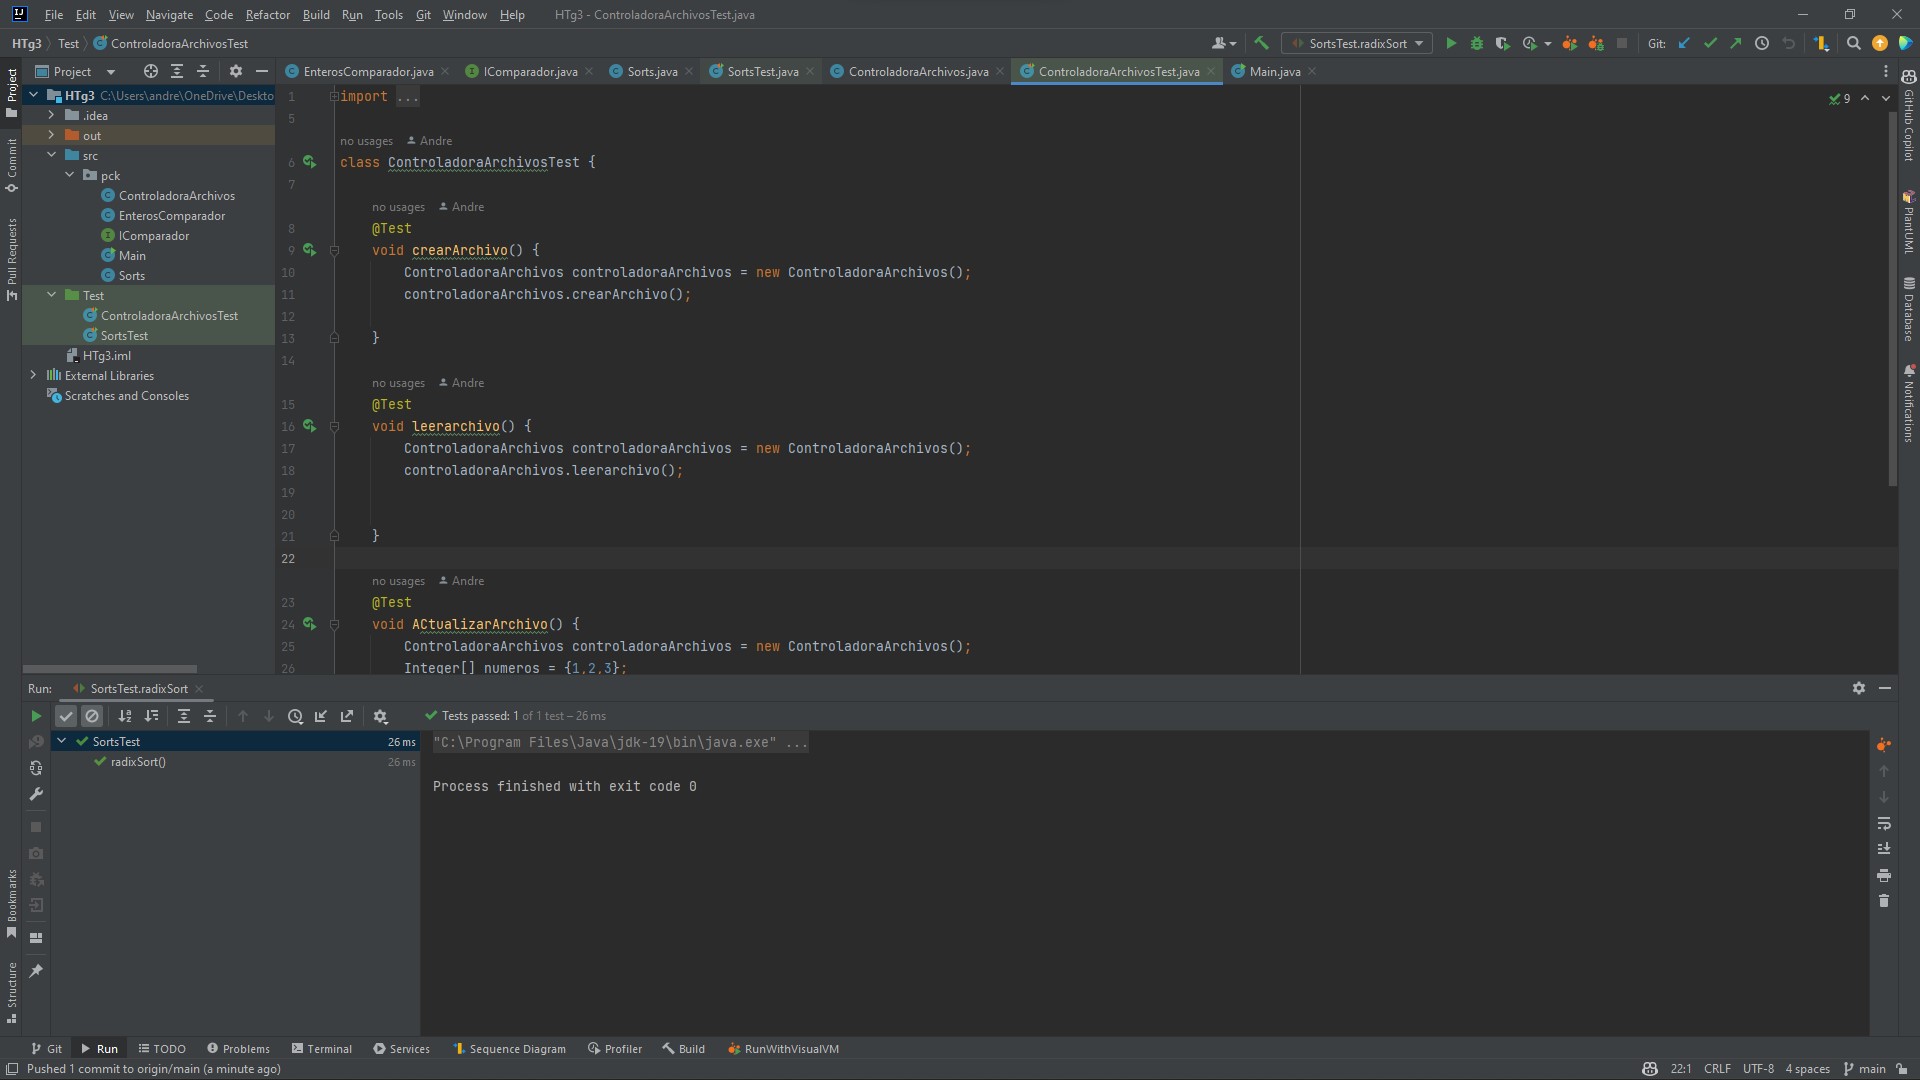 File Edit View Navigate Code Refactor Build Run Tools Git Window Help HTg3 - ControladoraArchivosTest.java
HTg3 Test ControladoraArchivosTest
SortsTest.radixSort
Git:
Project
EnterosComparador.java
IComparador.java
Sorts.java
SortsTest.java
ControladoraArchivos.java
ControladoraArchivosTest.java
Main.java
Project
Commit
Pull Requests
Bookmarks
Structure
HTg3 C:\Users\andre\OneDrive\Deskto
.idea
out
src
pck
ControladoraArchivos
EnterosComparador
IComparador
Main
Sorts
Test
ControladoraArchivosTest
SortsTest
HTg3.iml
External Libraries
Scratches and Consoles
1 import ...
9
5
no usages Andre
6 class ControladoraArchivosTest {
7
no usages Andre
8 @Test
9 void crearArchivo() {
10 ControladoraArchivos controladoraArchivos = new ControladoraArchivos();
11 controladoraArchivos.crearArchivo();
12
13 }
14
no usages Andre
15 @Test
16 void leerarchivo() {
17 ControladoraArchivos controladoraArchivos = new ControladoraArchivos();
18 controladoraArchivos.leerarchivo();
19
20
21 }
22
no usages Andre
23 @Test
24 void ACtualizarArchivo() {
25 ControladoraArchivos controladoraArchivos = new ControladoraArchivos();
26 Integer[] numeros = {1,2,3};
GitHub Copilot
PlantUML
Database
Notifications
Run: SortsTest.radixSort
Tests passed: 1 of 1 test – 26 ms
SortsTest 26 ms
radixSort() 26 ms
"C:\Program Files\Java\jdk-19\bin\java.exe" ...
Process finished with exit code 0
Git Run TODO Problems Terminal Services Sequence Diagram Profiler Build RunWithVisualVM
Pushed 1 commit to origin/main (a minute ago) 22:1 CRLF UTF-8 4 spaces main